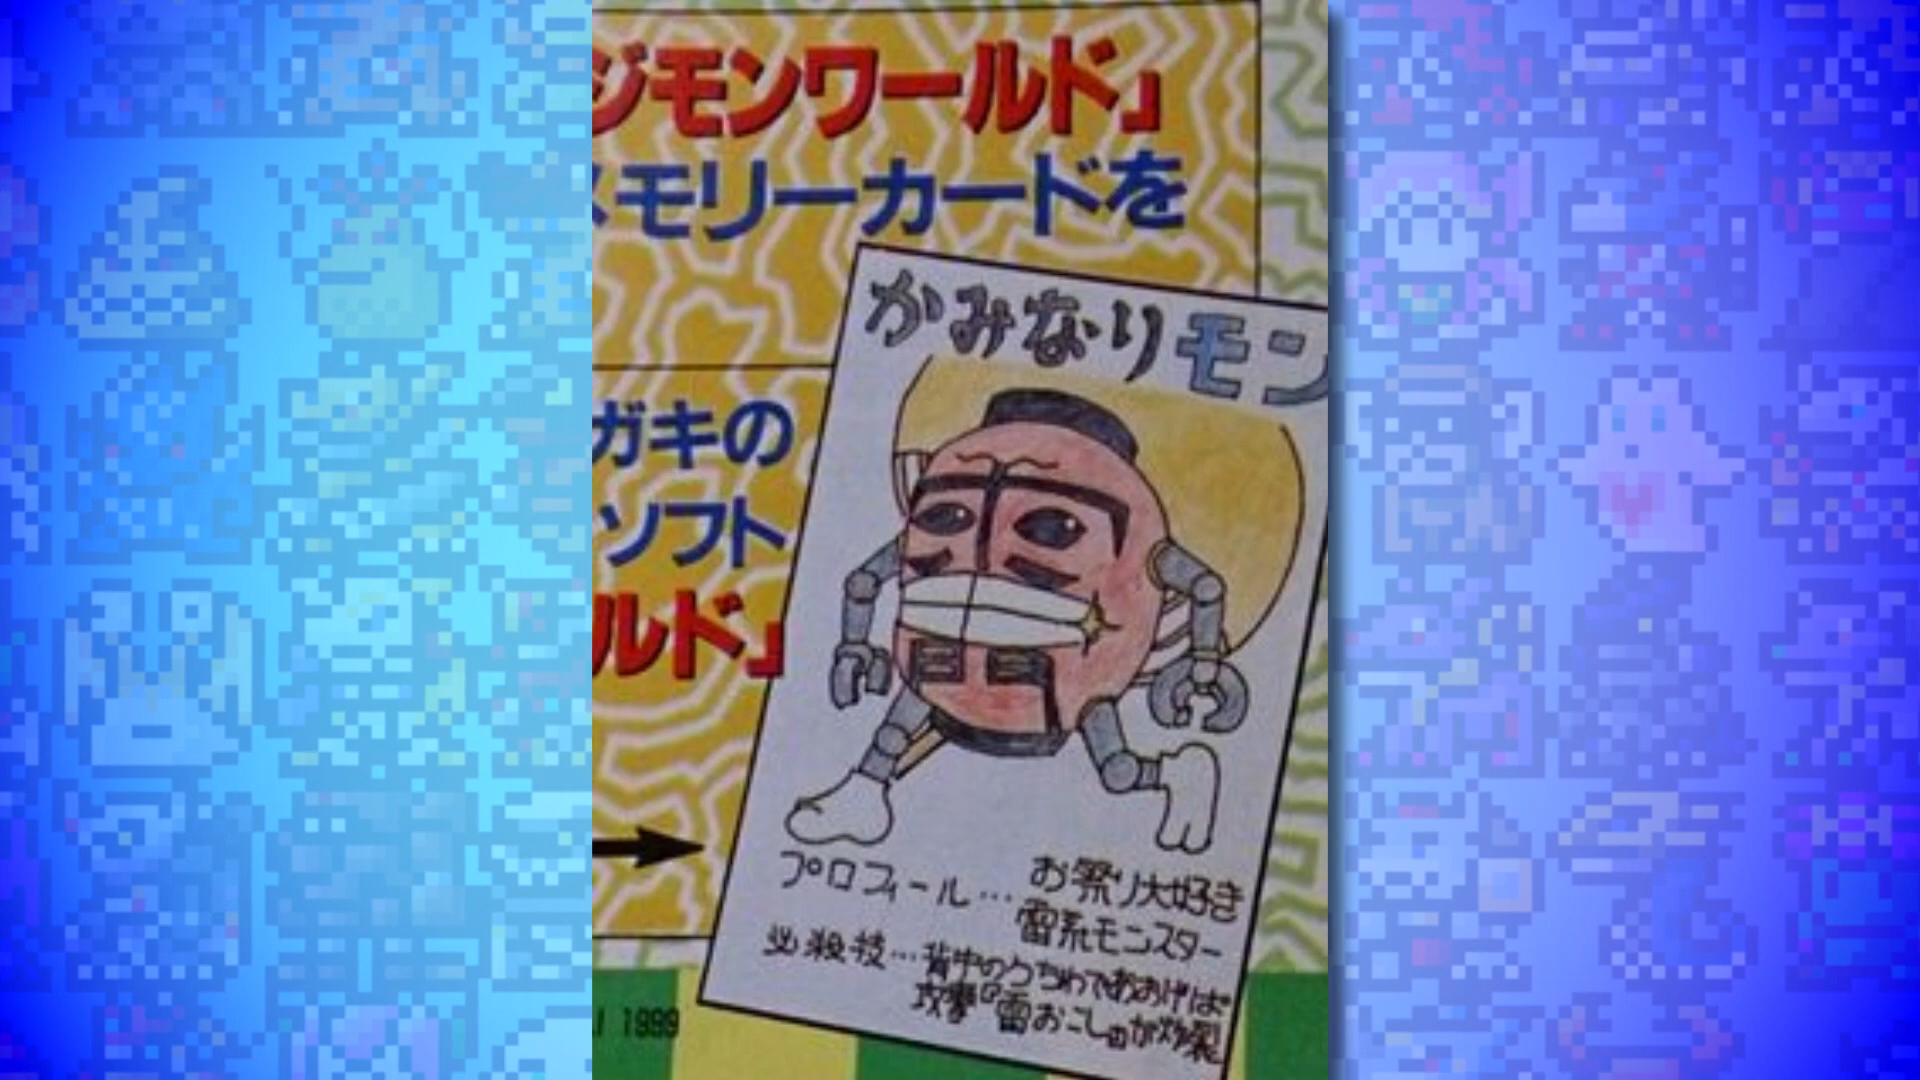 ジモンワールド」
メモリーカードを
かみなりモン
ガキの
ソフト
ルド」
プロフィール…お祭り大好き
雷系モンスター
必殺技…背中のうちわであおげば
攻撃『雷おこし』が炸裂
1999